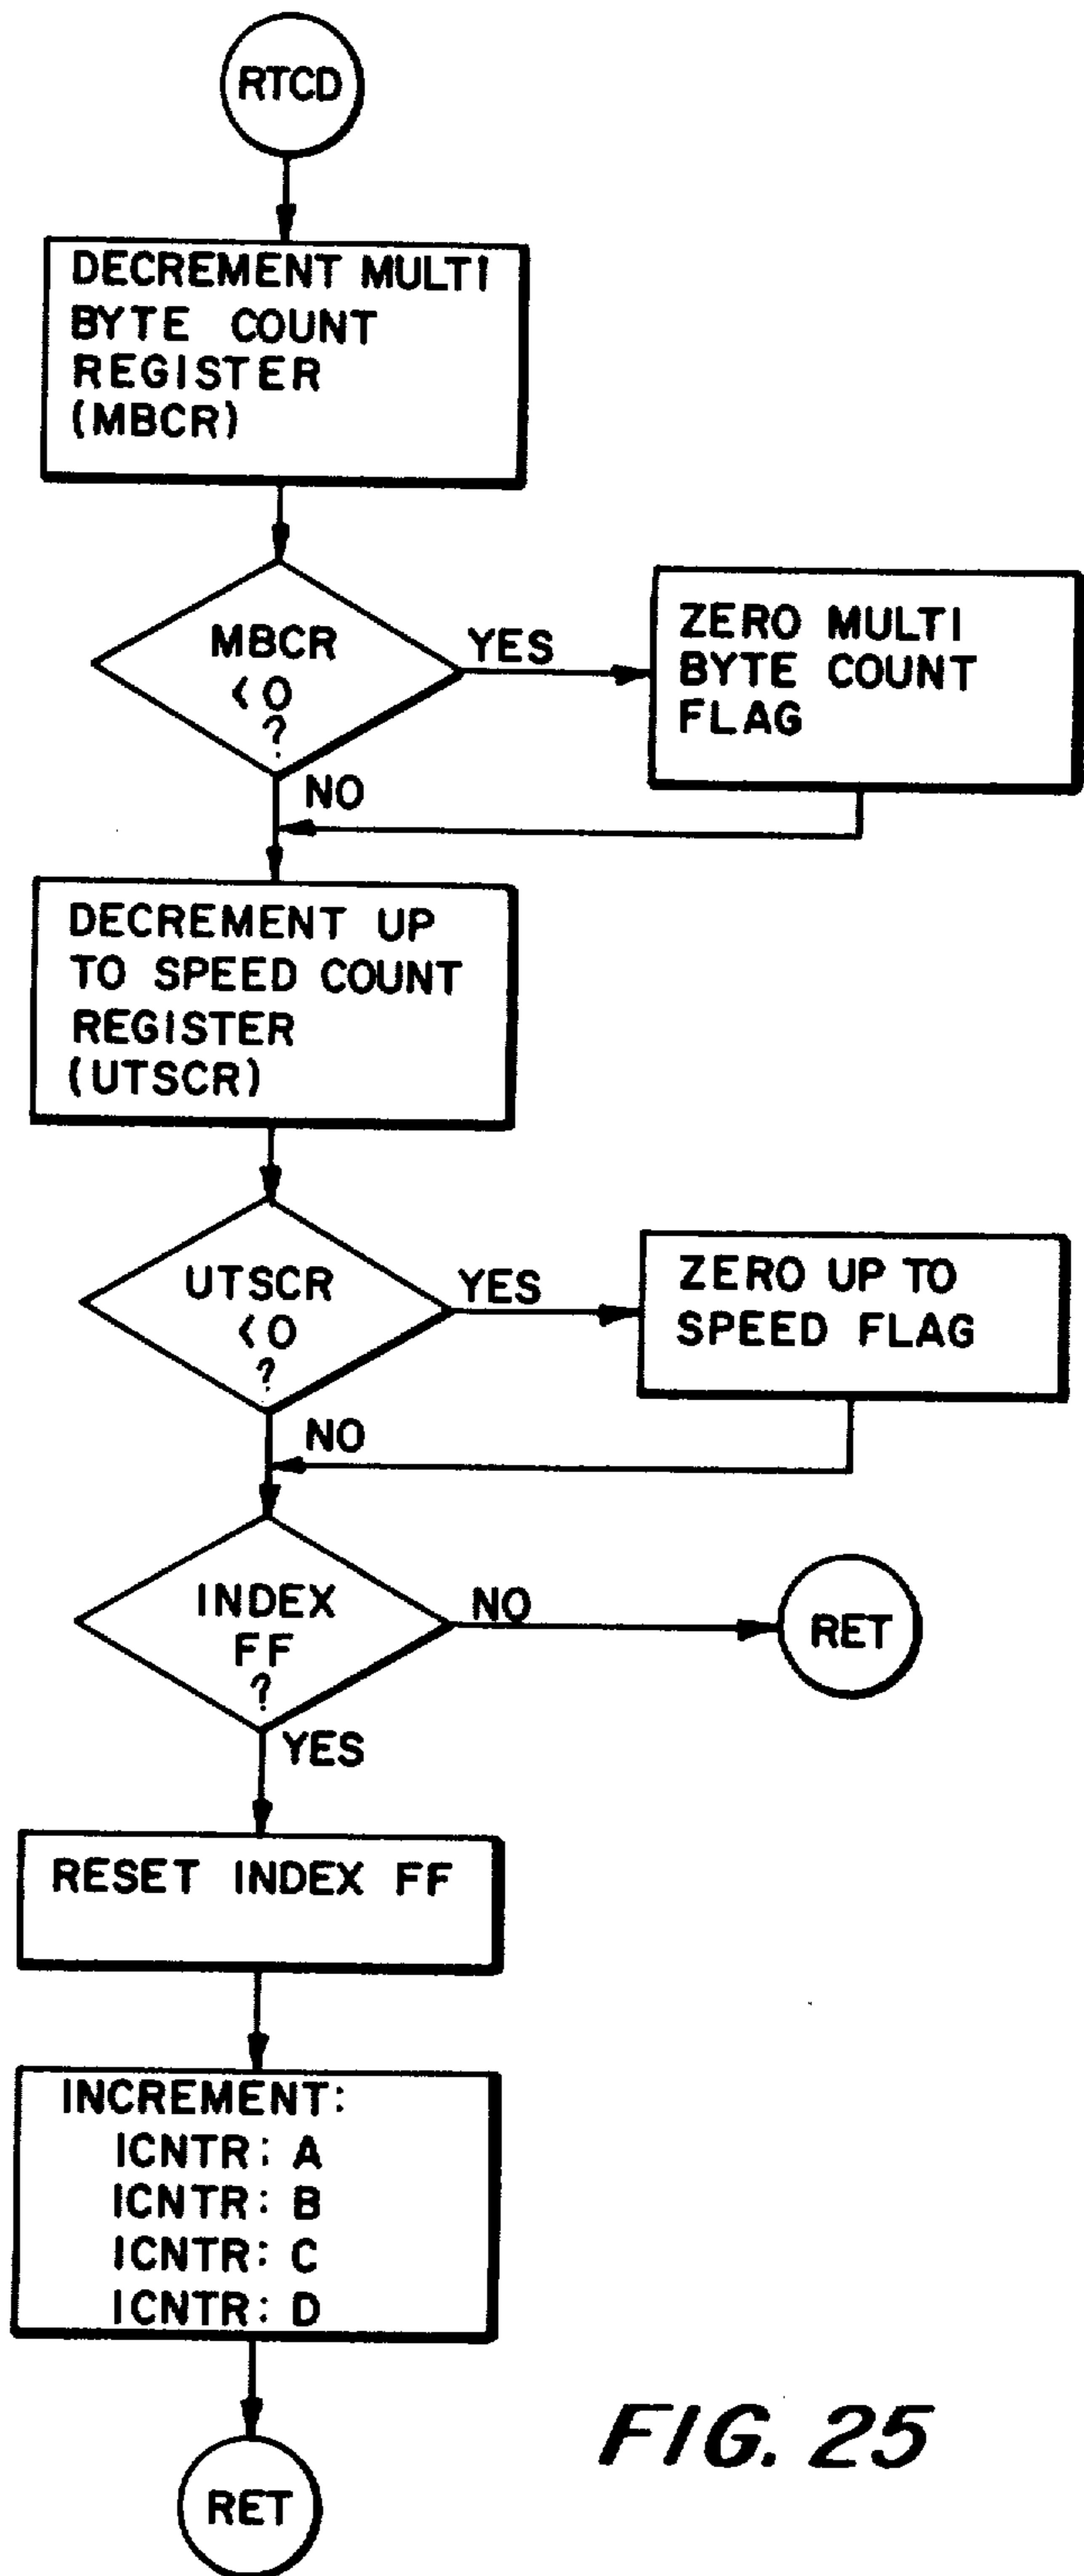 RTCD
DECREMENT MULTI
BYTE COUNT
REGISTER
(MBCR)
MBCR
<0
?
YES
ZERO MULTI
BYTE COUNT
FLAG
NO
DECREMENT UP
TO SPEED COUNT
REGISTER
(UTSCR)
UTSCR
<0
?
YES
ZERO UP TO
SPEED FLAG
NO
INDEX
FF
?
NO
RET
YES
RESET INDEX FF
INCREMENT:
ICNTR: A
ICNTR: B
ICNTR: C
ICNTR: D
RET
FIG. 25